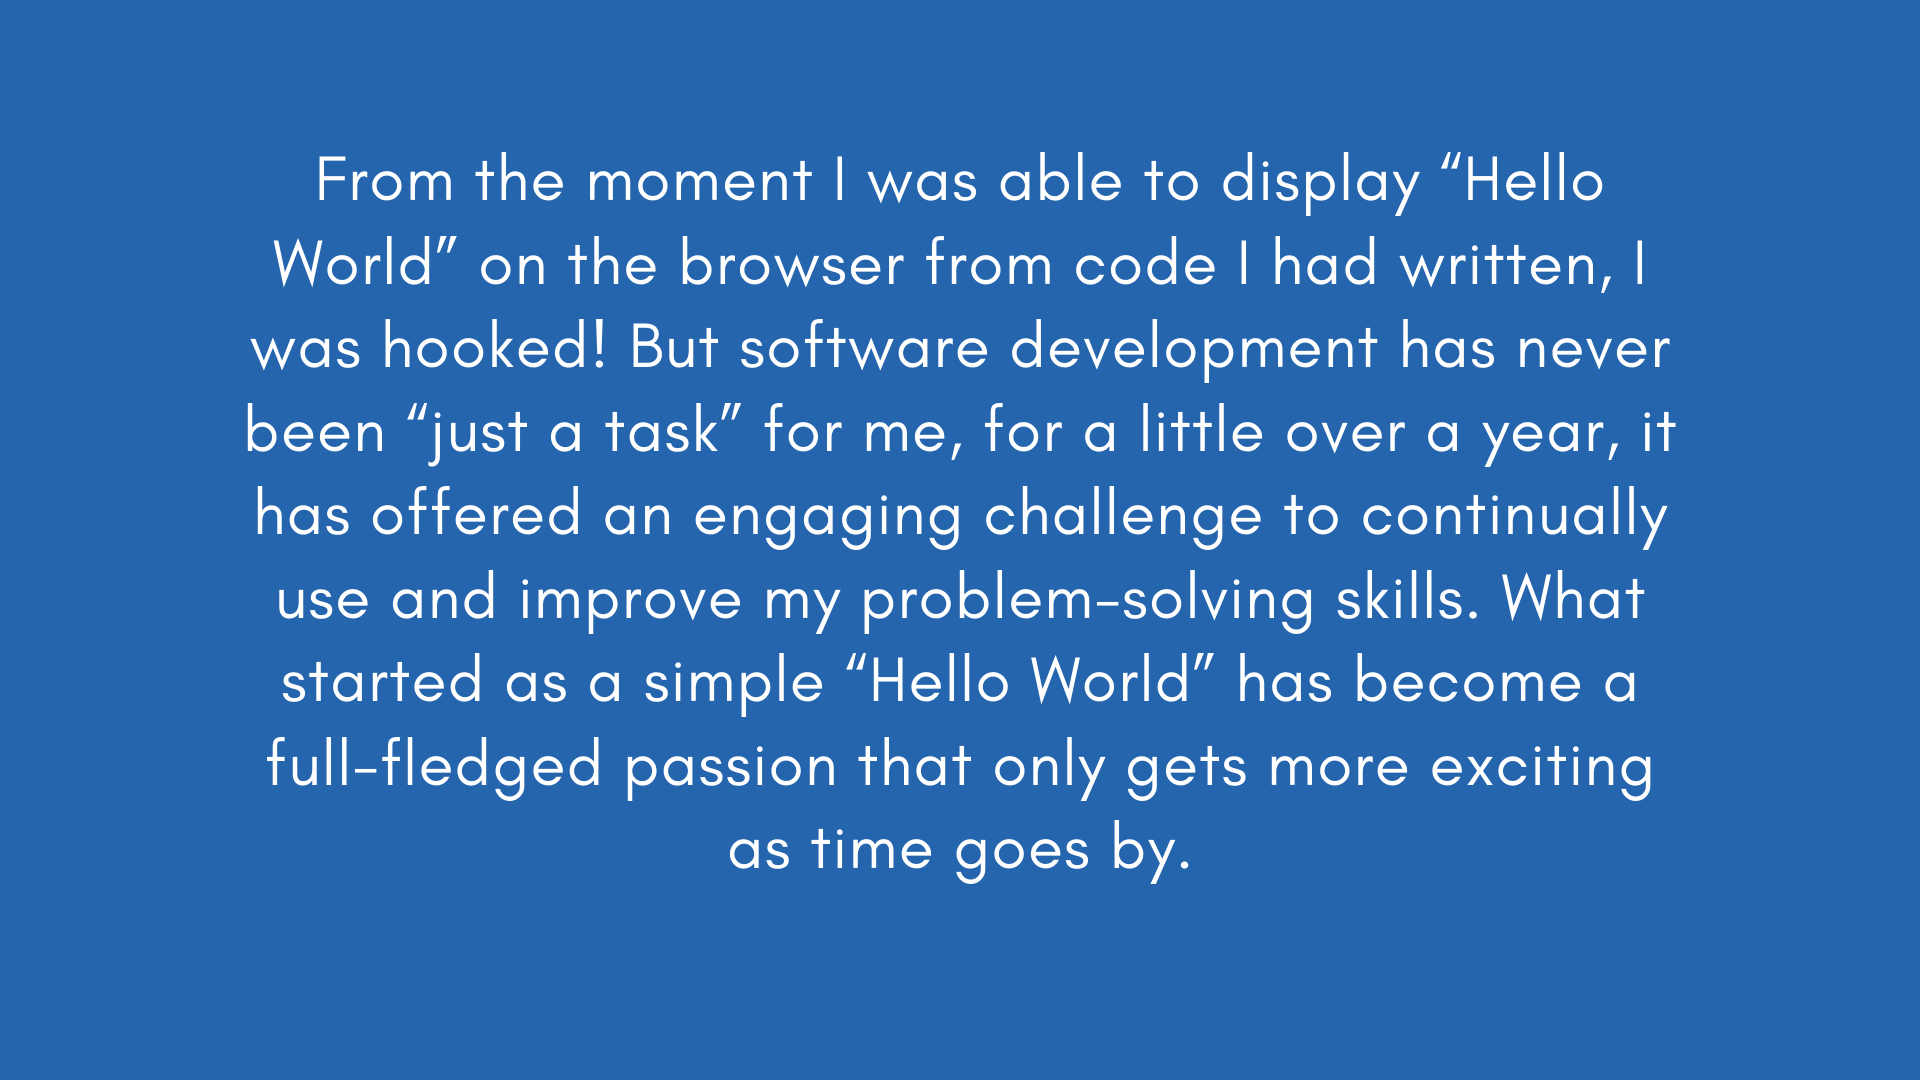 From the moment I was able to display “Hello
World” on the browser from code I had written, I
was hooked! But software development has never
been “just a task” for me, for a little over a year, it
has offered an engaging challenge to continually
use and improve my problem-solving skills. What
started as a simple “Hello World” has become a
full-fledged passion that only gets more exciting
as time goes by.